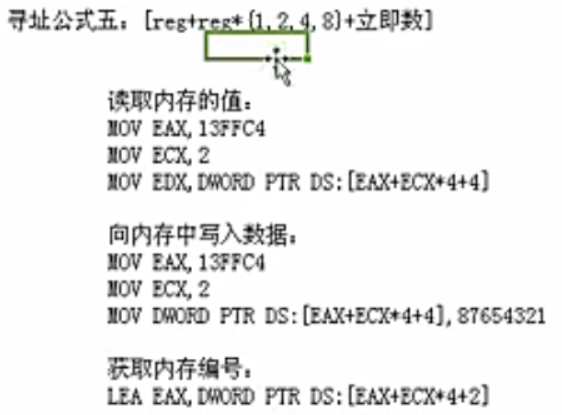 寻址公式五：[reg+reg*{1,2,4,8}+立即数]
读取内存的值：
MOV EAX,13FFC4
MOV ECX,2
MOV EDX,DWORD PTR DS:[EAX+ECX*4+4]
向内存中写入数据：
MOV EAX,13FFC4
MOV ECX,2
MOV DWORD PTR DS:[EAX+ECX*4+4],87654321
获取内存编号：
LEA EAX,DWORD PTR DS:[EAX+ECX*4+2]